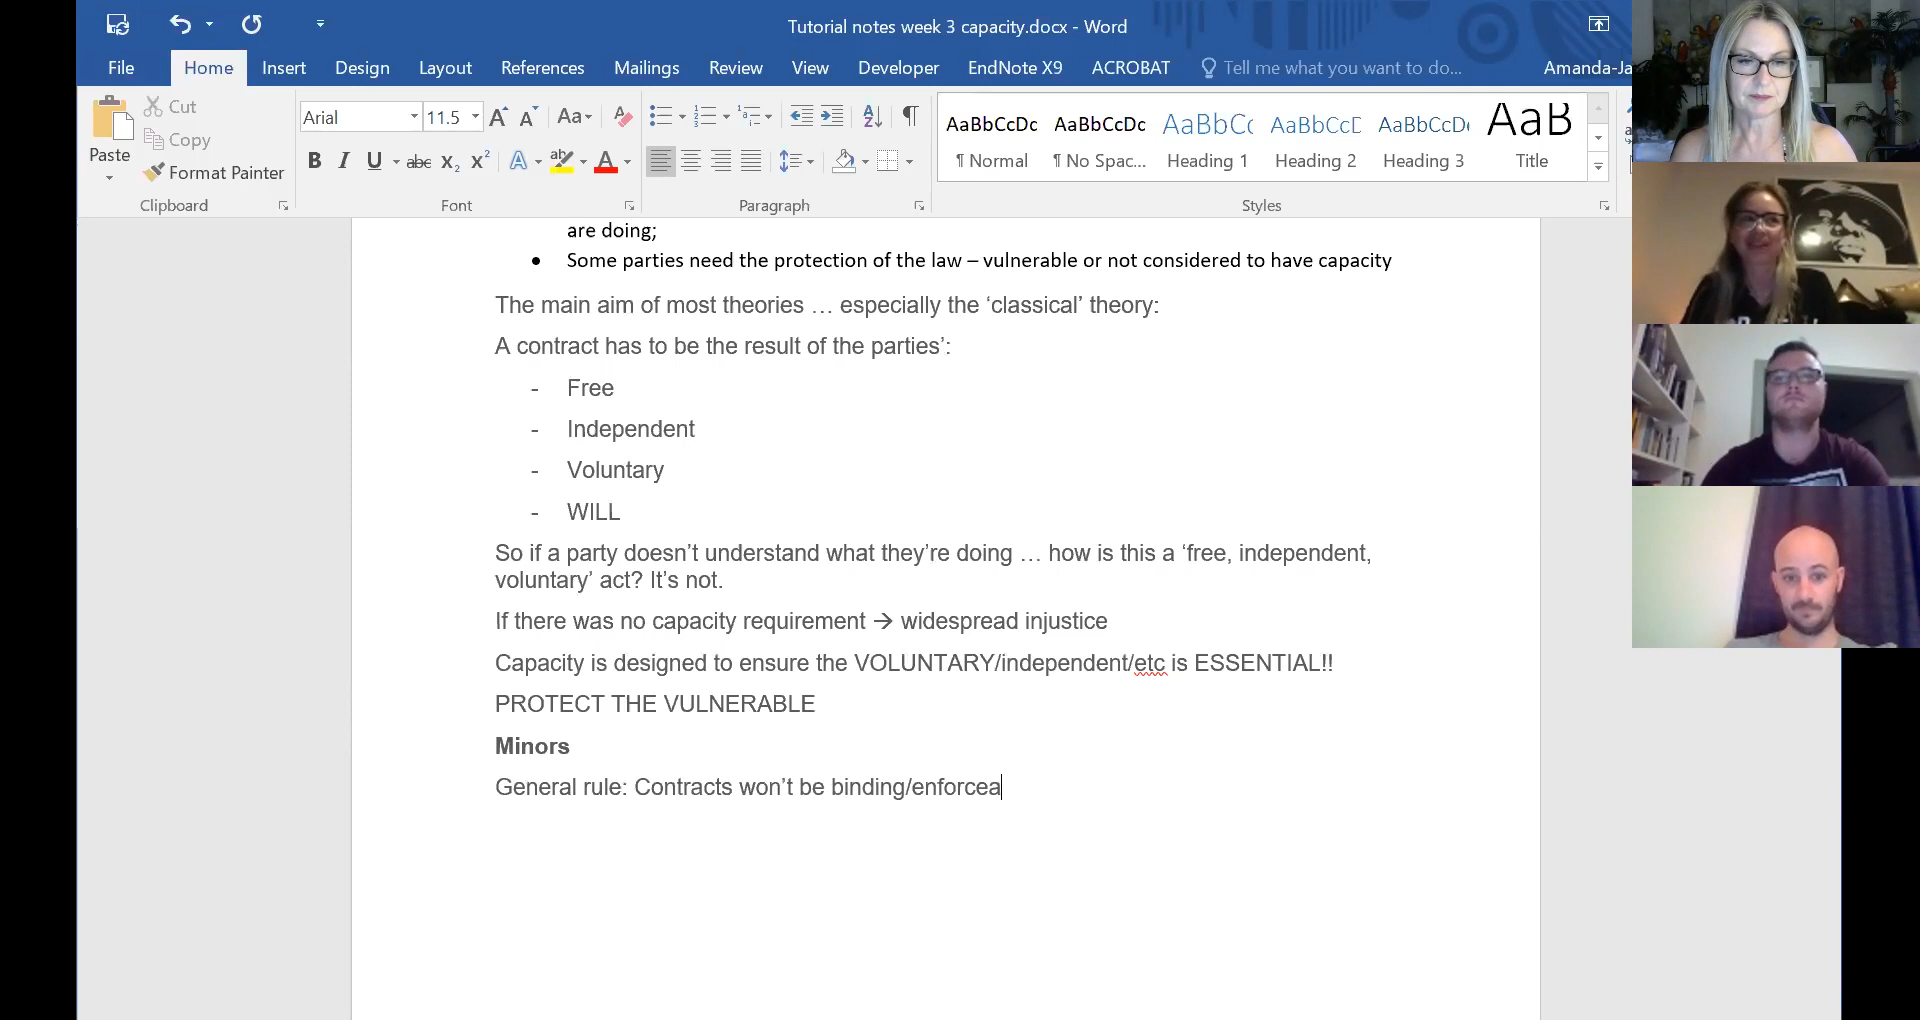 Tutorial notes week 3 capacity.docx - Word
File Home Insert Design Layout References Mailings Review View Developer EndNote X9 ACROBAT Tell me what you want to do... Amanda-Ja
Paste
Cut
Copy
Format Painter
Clipboard
Arial 11.5
Font
Paragraph
AaBbCcDc AaBbCcDc AaBbCc AaBbCcD AaBbCcDc AaB
¶ Normal ¶ No Spac... Heading 1 Heading 2 Heading 3 Title
Styles
are doing;
• Some parties need the protection of the law – vulnerable or not considered to have capacity
The main aim of most theories … especially the ‘classical’ theory:
A contract has to be the result of the parties’:
- Free
- Independent
- Voluntary
- WILL
So if a party doesn’t understand what they’re doing … how is this a ‘free, independent,
voluntary’ act? It’s not.
If there was no capacity requirement → widespread injustice
Capacity is designed to ensure the VOLUNTARY/independent/etc is ESSENTIAL!!
PROTECT THE VULNERABLE
Minors
General rule: Contracts won’t be binding/enforcea